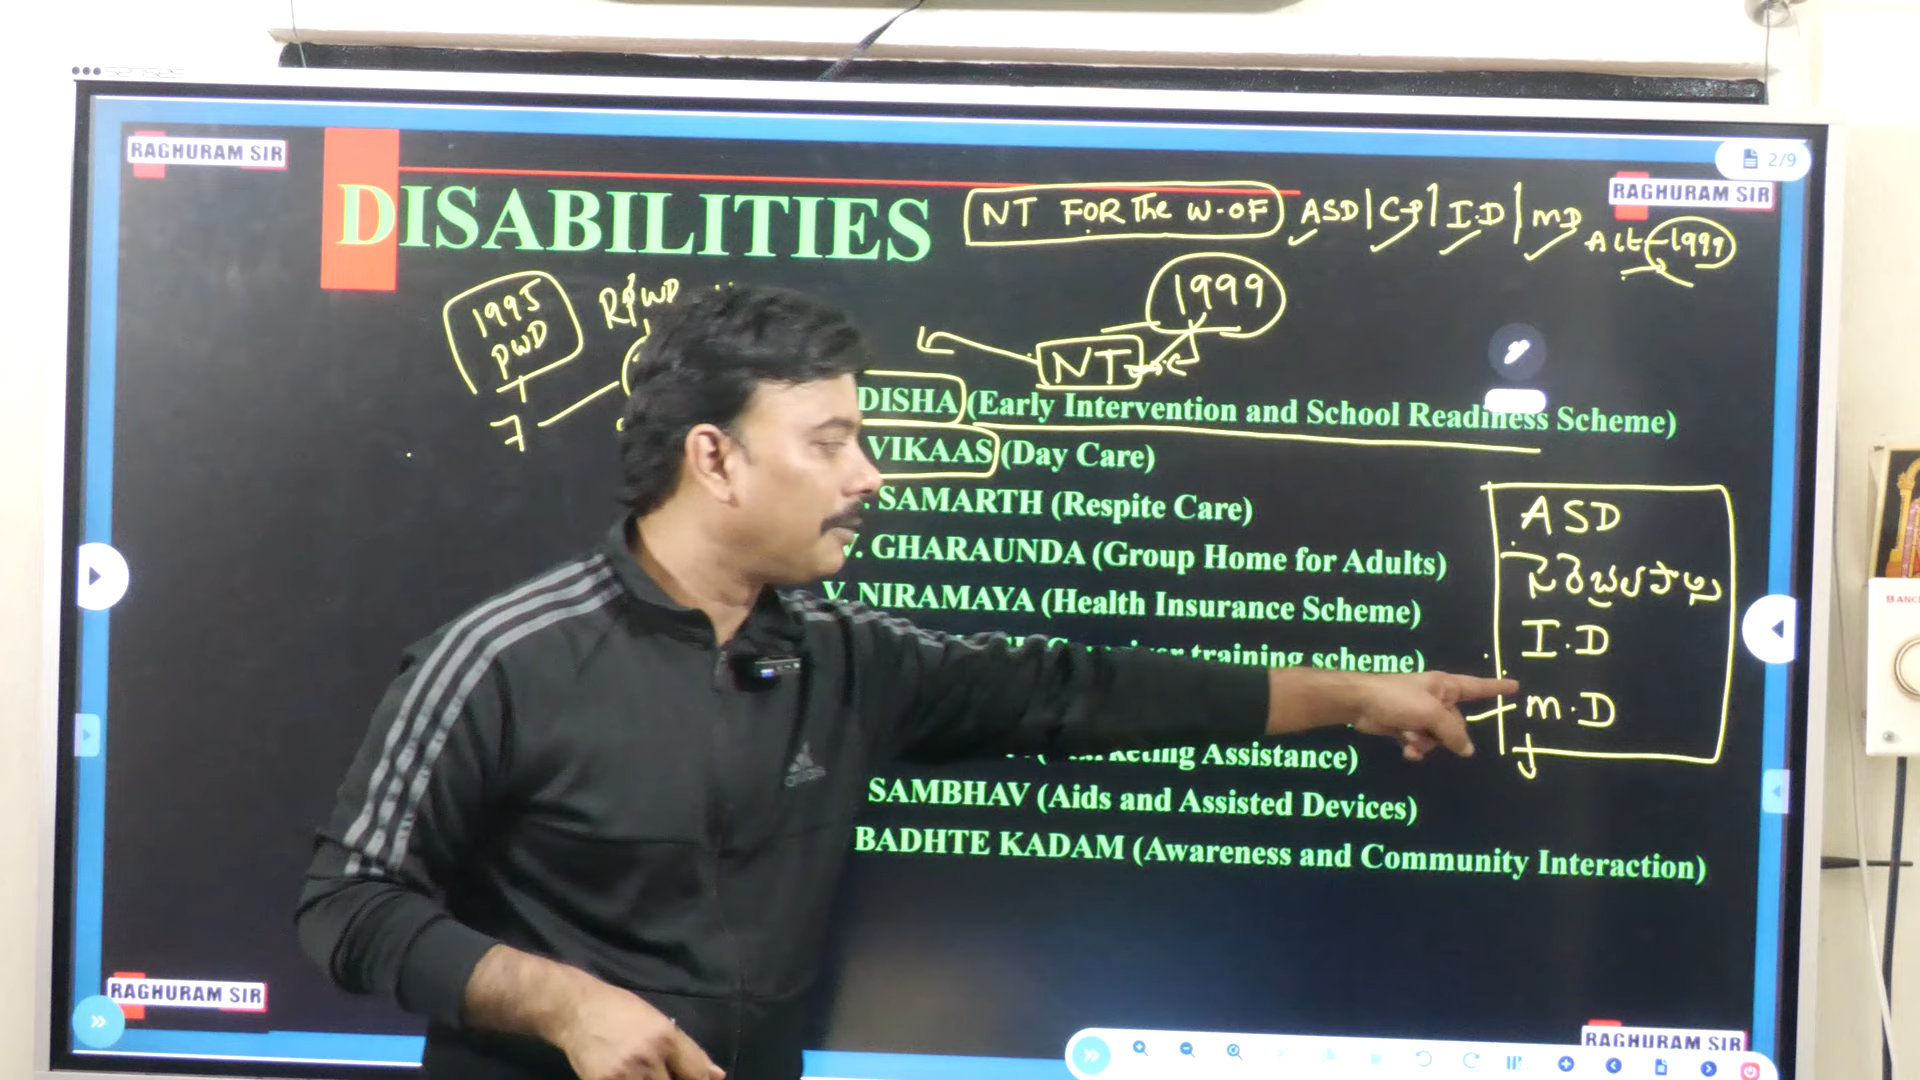 RAGHURAM SIR
2/9
DISABILITIES
NT FOR The W-OF ASD | CP | I.D | MD
RAGHURAM SIR
Act-1999
1995
PWD
RPWD
1999
7
NT
DISHA (Early Intervention and School Readiness Scheme)
VIKAAS (Day Care)
SAMARTH (Respite Care)
V. GHARAUNDA (Group Home for Adults)
V. NIRAMAYA (Health Insurance Scheme)
training scheme)
Assistance)
SAMBHAV (Aids and Assisted Devices)
BADHTE KADAM (Awareness and Community Interaction)
ASD
I.D
M.D
adidas
RAGHURAM SIR
RAGHURAM SIR